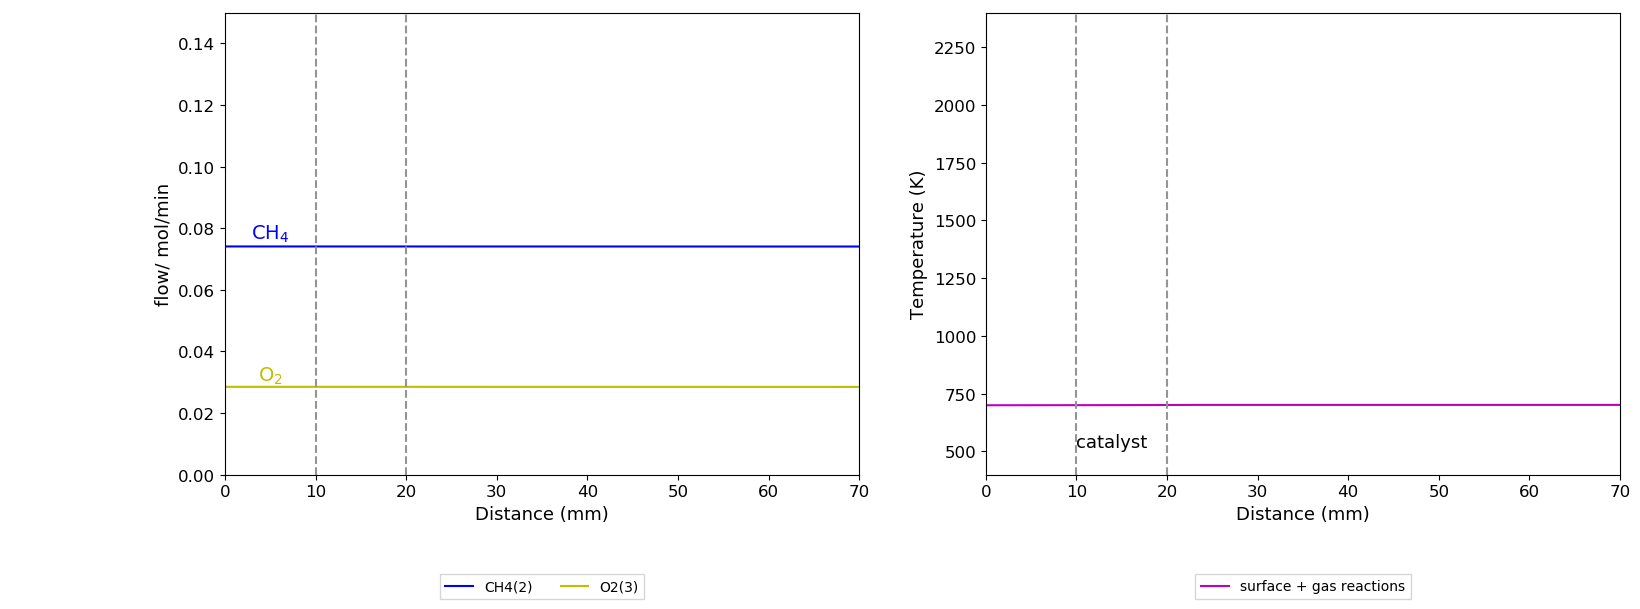 0.14
0.12
0.10
0.08
0.06
0.04
0.02
0.00
flow/ mol/min
CH₄
O₂
0 10 20 30 40 50 60 70
Distance (mm)
CH4(2) O2(3)
2250
2000
1750
1500
1250
1000
750
500
Temperature (K)
catalyst
0 10 20 30 40 50 60 70
Distance (mm)
surface + gas reactions